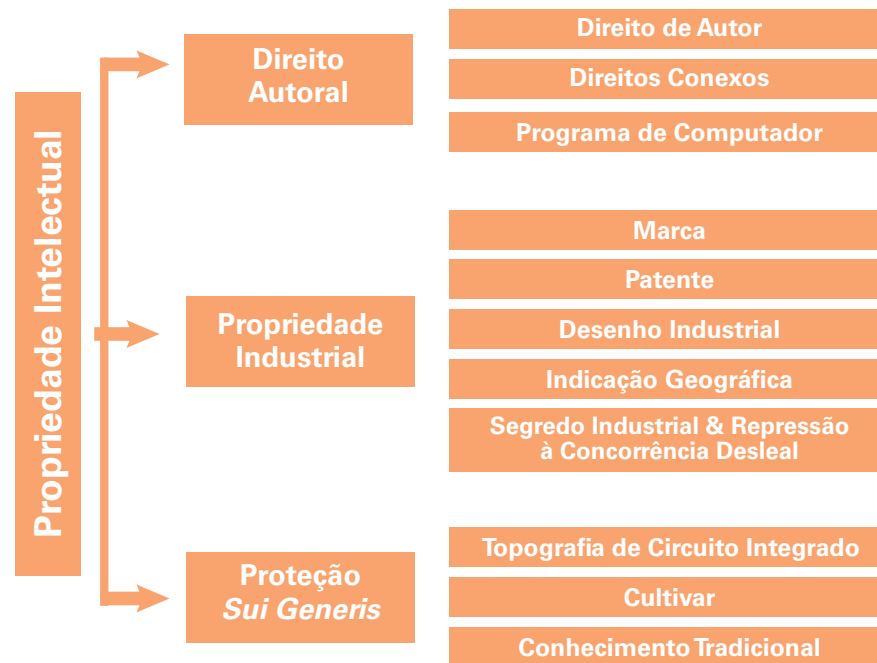 Propriedade Intelectual
Direito
Autoral
Direito de Autor
Direitos Conexos
Programa de Computador
Propriedade
Industrial
Marca
Patente
Desenho Industrial
Indicação Geográfica
Segredo Industrial & Repressão
à Concorrência Desleal
Proteção
Sui Generis
Topografia de Circuito Integrado
Cultivar
Conhecimento Tradicional